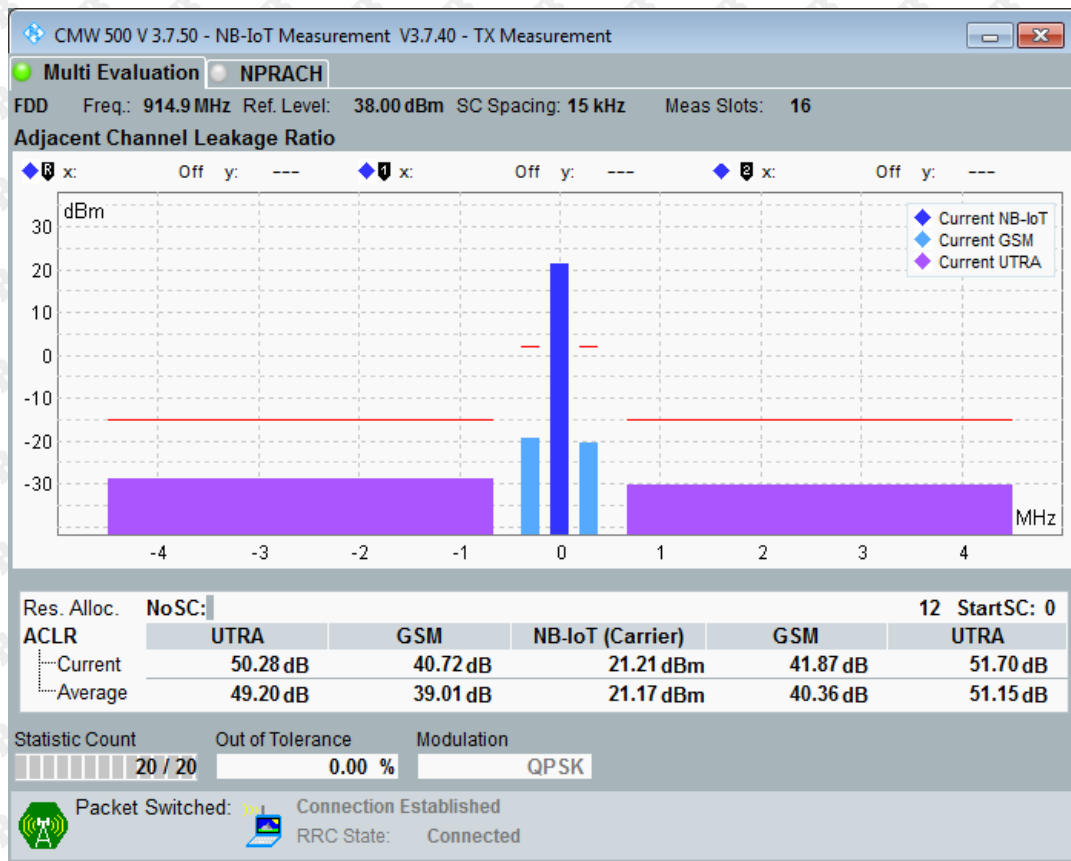 CMW 500 V 3.7.50 - NB-IoT Measurement V3.7.40 - TX Measurement
Multi Evaluation NPRACH
FDD Freq.: 914.9 MHz Ref. Level: 38.00 dBm SC Spacing: 15 kHz Meas Slots: 16
Adjacent Channel Leakage Ratio
R x: Off y: --- 1 x: Off y: --- 2 x: Off y: ---
dBm
Current NB-IoT
Current GSM
Current UTRA
30
20
10
0
-10
-20
-30
MHz
-4 -3 -2 -1 0 1 2 3 4
Res. Alloc. NoSC: 12 StartSC: 0
ACLR UTRA GSM NB-IoT (Carrier) GSM UTRA
Current 50.28 dB 40.72 dB 21.21 dBm 41.87 dB 51.70 dB
Average 49.20 dB 39.01 dB 21.17 dBm 40.36 dB 51.15 dB
Statistic Count Out of Tolerance Modulation
20 / 20 0.00 % QPSK
Packet Switched: Connection Established
RRC State: Connected